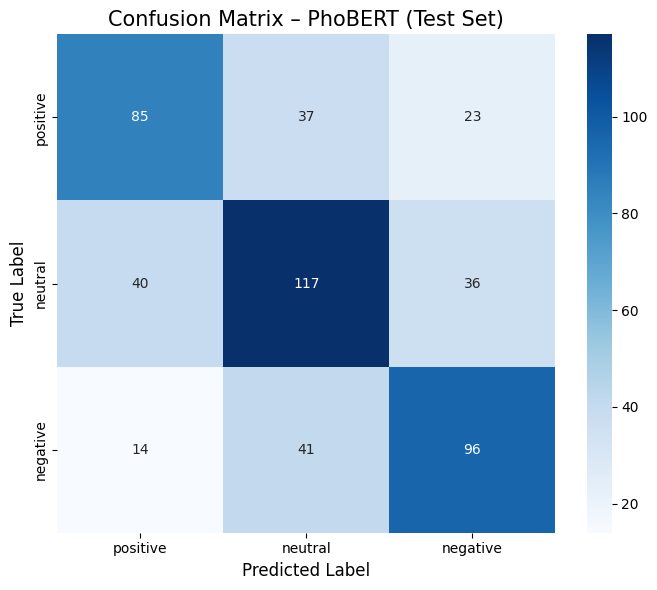 Confusion Matrix – PhoBERT (Test Set)
positive 85 37 23
neutral 40 117 36
negative 14 41 96
positive neutral negative
True Label
Predicted Label
100
80
60
40
20